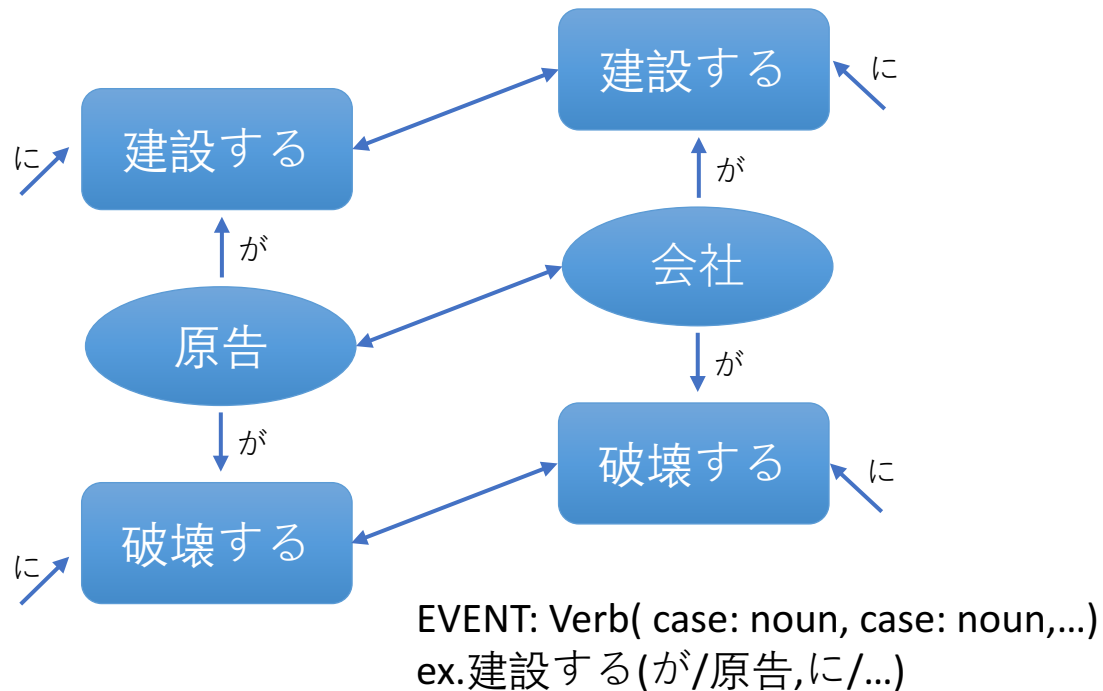 建設する
に
が
原告
が
破壊する
に
建設する
に
が
会社
が
破壊する
に
EVENT: Verb( case: noun, case: noun,…)
ex.建設する(が/原告,に/…)